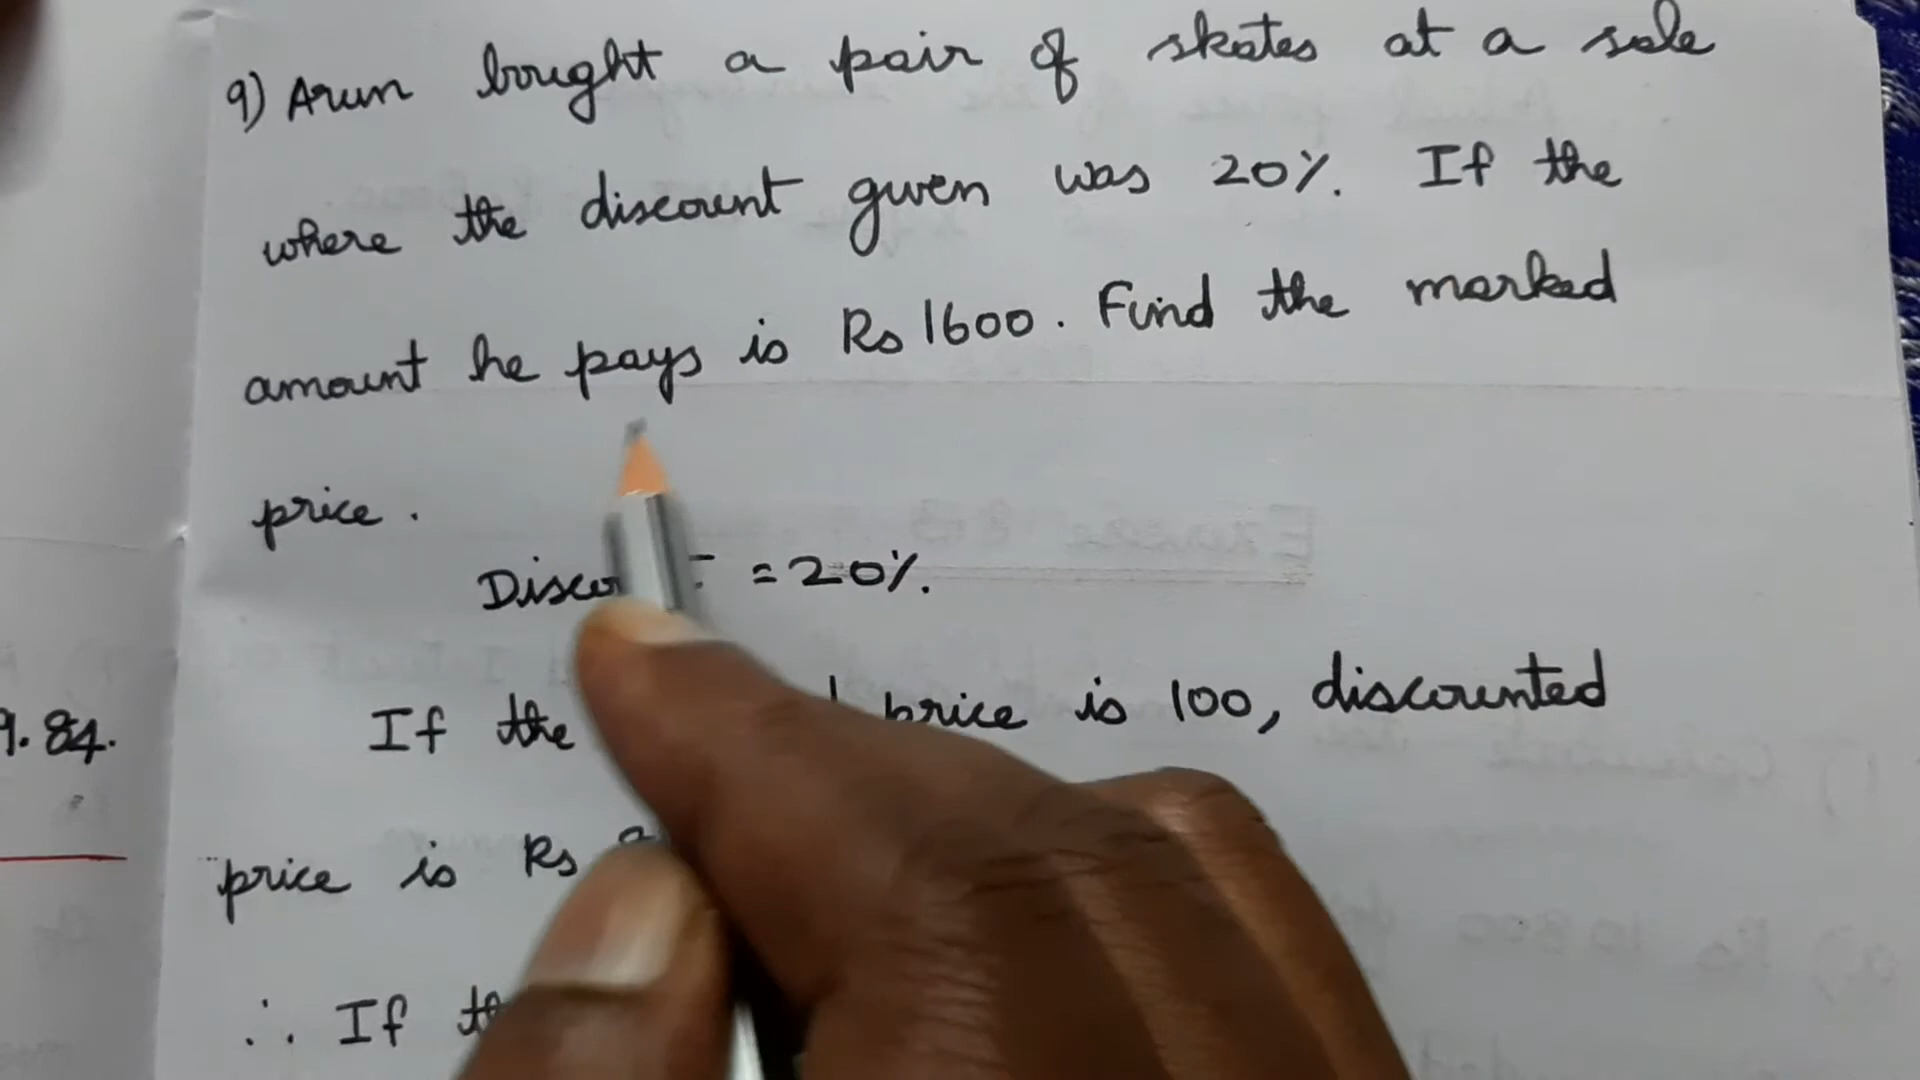 9) Arun bought a pair of skates at a sale
where the discount given was 20%. If the
amount he pays is Rs 1600. Find the marked
price.
= 20%.
If the price is 100, discounted
9.84.
price is Rs
∴ If